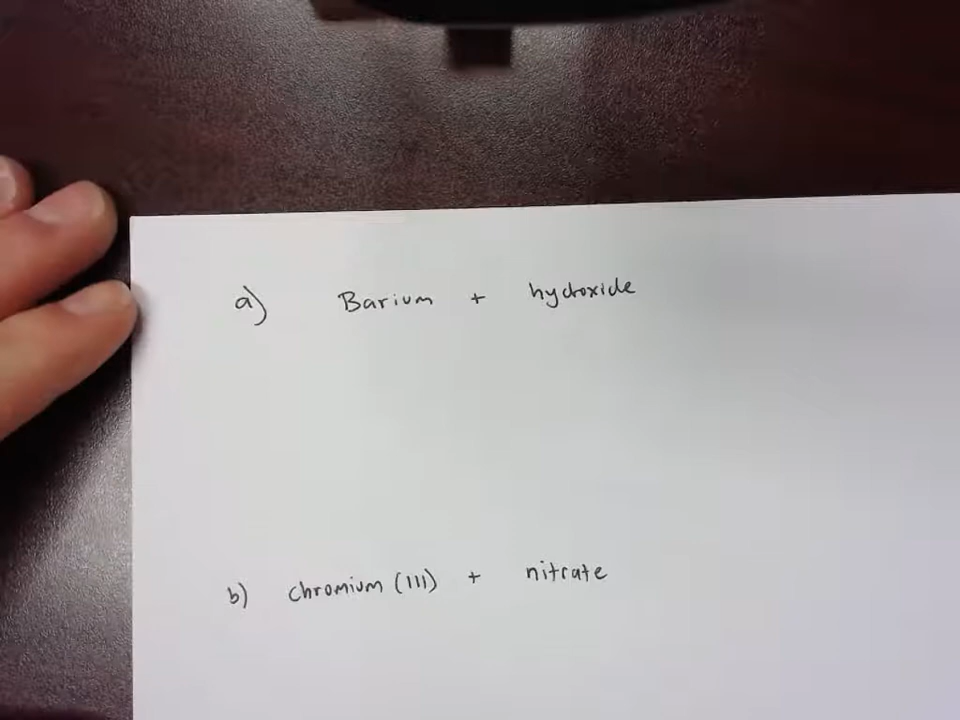 a) Barium + hydroxide
b) chromium (III) + nitrate